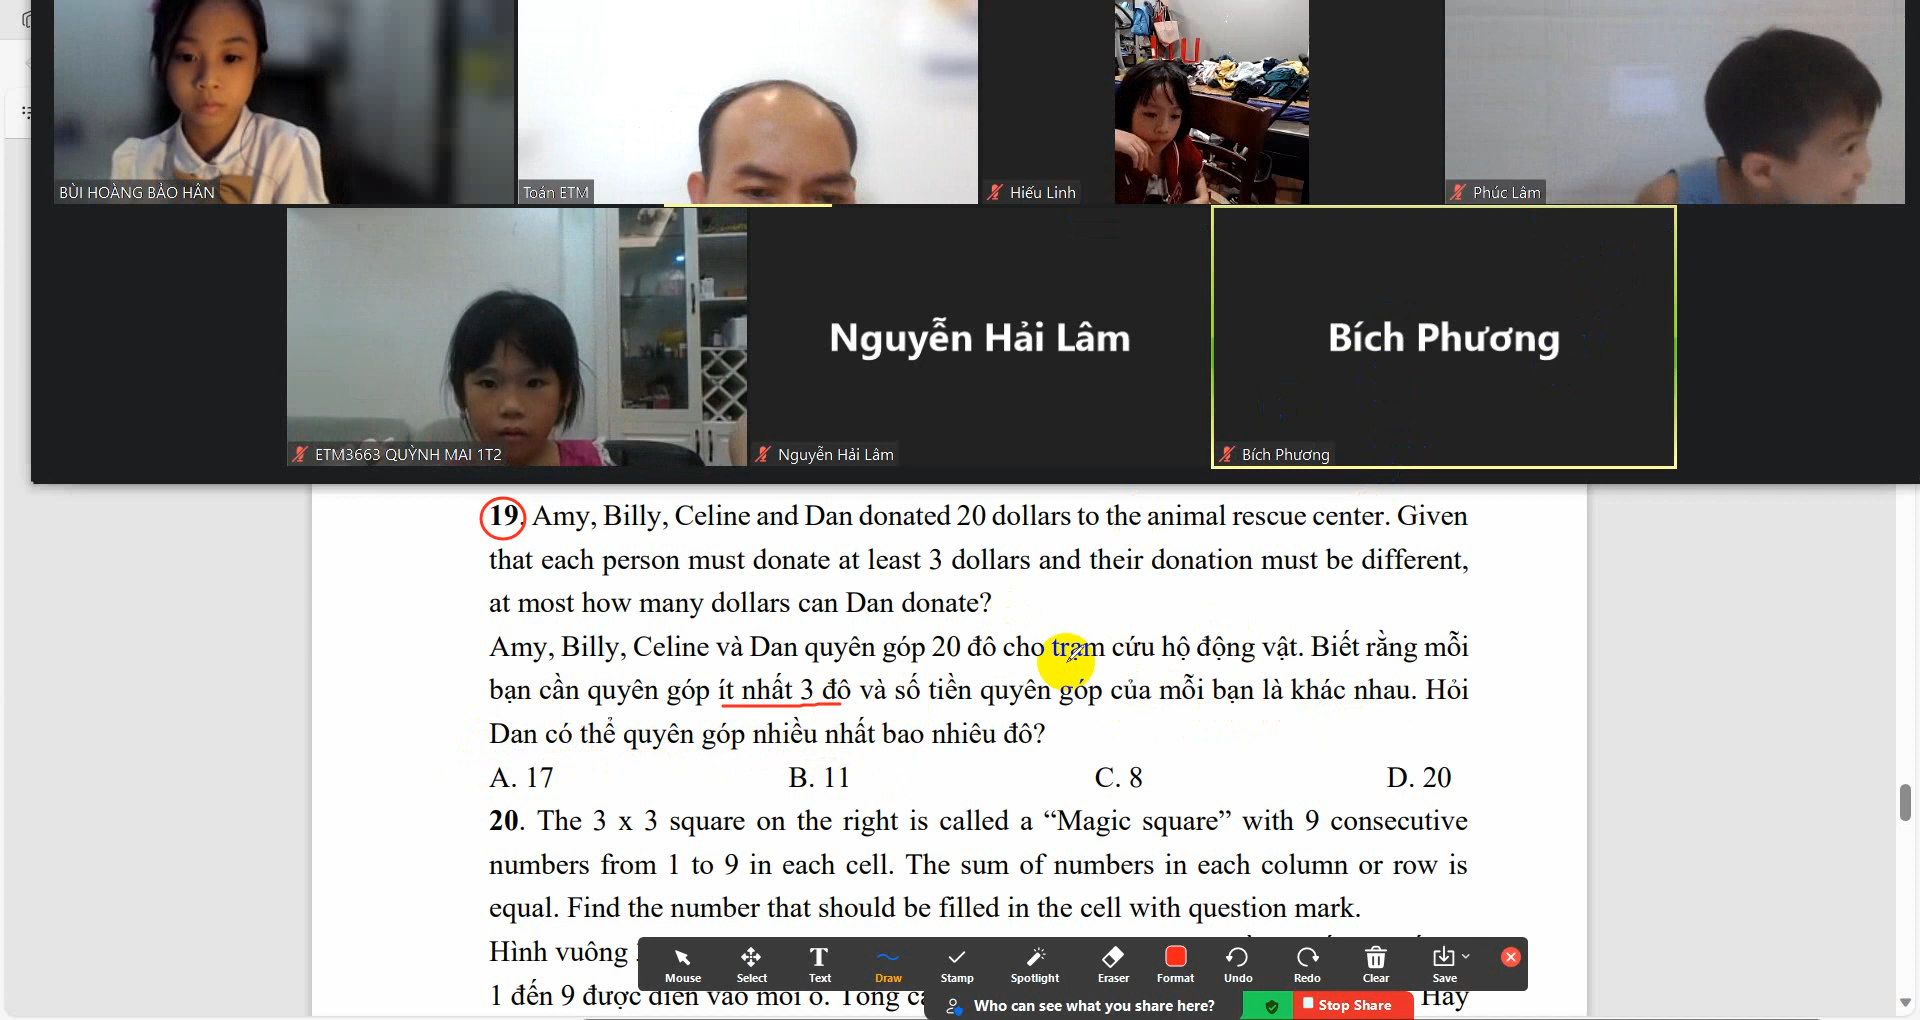 BÙI HOÀNG BẢO HÂN
Toán ETM
Hiếu Linh
Phúc Lâm
ETM3663 QUỲNH MAI 1T2
Nguyễn Hải Lâm
Nguyễn Hải Lâm
Bích Phương
Bích Phương
19. Amy, Billy, Celine and Dan donated 20 dollars to the animal rescue center. Given
that each person must donate at least 3 dollars and their donation must be different,
at most how many dollars can Dan donate?
Amy, Billy, Celine và Dan quyên góp 20 đô cho trạm cứu hộ động vật. Biết rằng mỗi
bạn cần quyên góp ít nhất 3 đô và số tiền quyên góp của mỗi bạn là khác nhau. Hỏi
Dan có thể quyên góp nhiều nhất bao nhiêu đô?
A. 17 B. 11 C. 8 D. 20
20. The 3 x 3 square on the right is called a “Magic square” with 9 consecutive
numbers from 1 to 9 in each cell. The sum of numbers in each column or row is
equal. Find the number that should be filled in the cell with question mark.
Hình vuông
1 đến 9 được điền vào mỗi ô. Tổng Hãy
Mouse Select Text Draw Stamp Spotlight Eraser Format Undo Redo Clear Save
Who can see what you share here? Stop Share